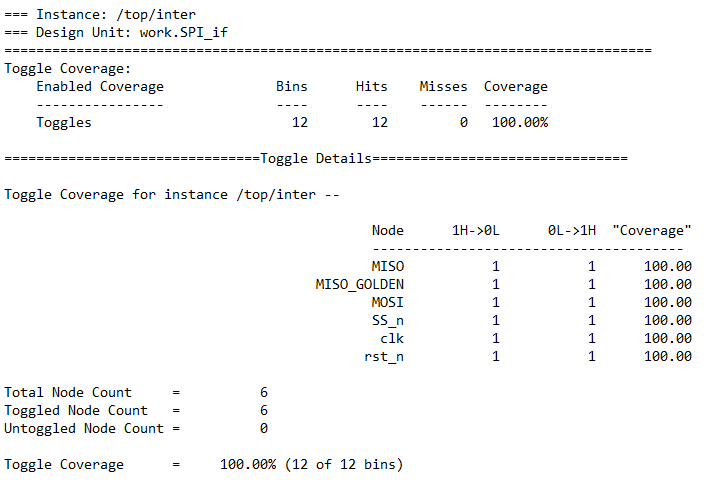 === Instance: /top/inter
=== Design Unit: work.SPI_if
=================================================================================
Toggle Coverage:
    Enabled Coverage              Bins      Hits    Misses  Coverage
    ----------------              ----      ----    ------  --------
    Toggles                         12        12         0   100.00%

================================Toggle Details================================

Toggle Coverage for instance /top/inter --

                                              Node      1H->0L      0L->1H  "Coverage"
                                              ---------------------------------------
                                              MISO           1           1      100.00
                                       MISO_GOLDEN           1           1      100.00
                                              MOSI           1           1      100.00
                                              SS_n           1           1      100.00
                                               clk           1           1      100.00
                                             rst_n           1           1      100.00

Total Node Count     =          6
Toggled Node Count   =          6
Untoggled Node Count =          0

Toggle Coverage      =     100.00% (12 of 12 bins)